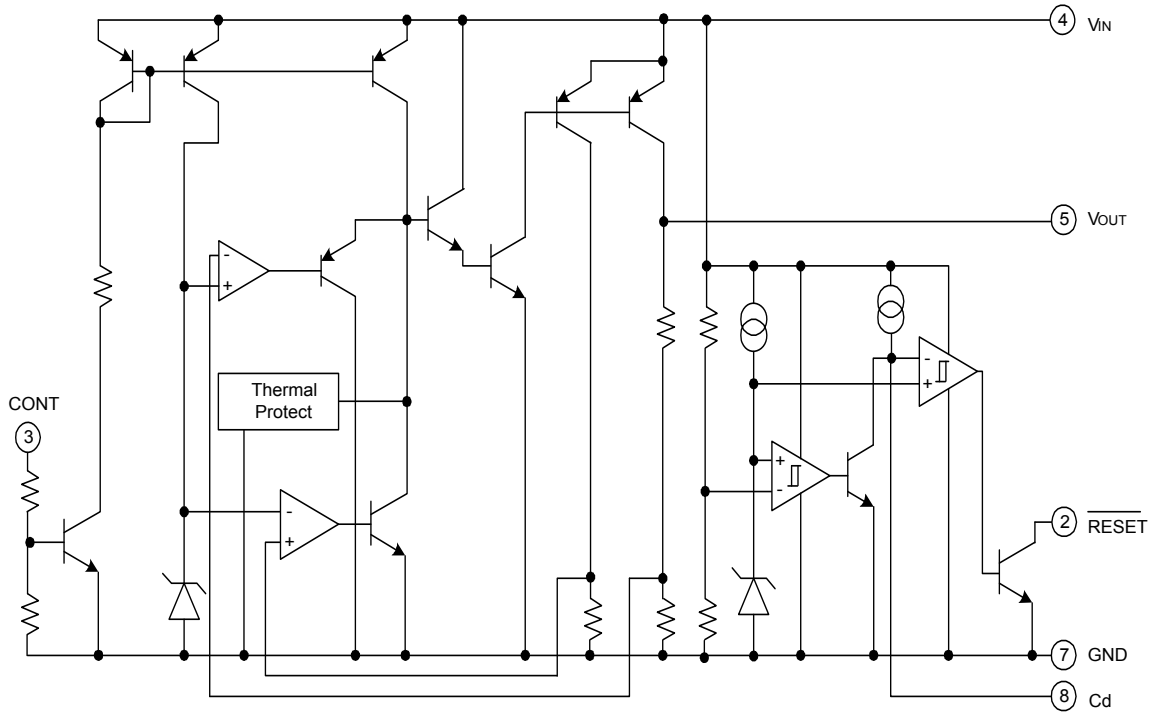 4 VIN
5 VOUT
Thermal
Protect
CONT
3
-
+
-
+
-
+
+
-
2 RESET
7 GND
8 Cd